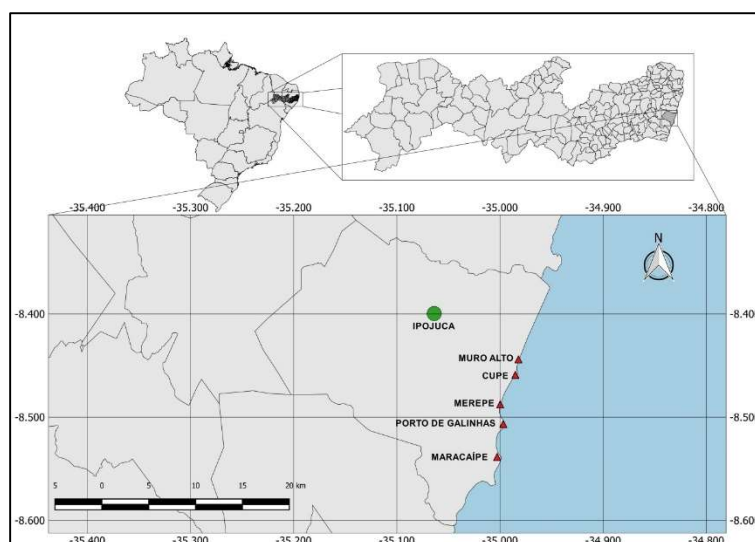 -35.400 -35.300 -35.200 -35.100 -35.000 -34.900 -34.800
N
-8.400 -8.400
IPOJUCA
MURO ALTO
CUPE
MEREPE
PORTO DE GALINHAS
-8.500 -8.500
MARACAÍPE
5 0 5 10 15 20 km
-8.600 -8.600
-35.400 -35.300 -35.200 -35.100 -35.000 -34.900 -34.800